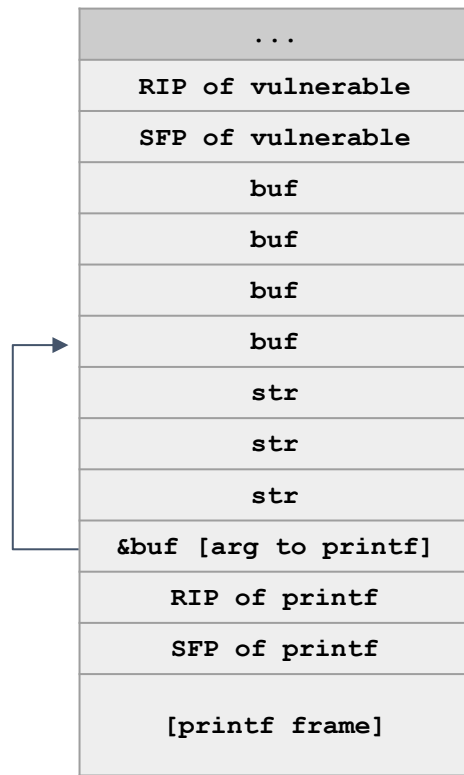 ...
RIP of vulnerable
SFP of vulnerable
buf
buf
buf
buf
str
str
str
&buf [arg to printf]
RIP of printf
SFP of printf
[printf frame]